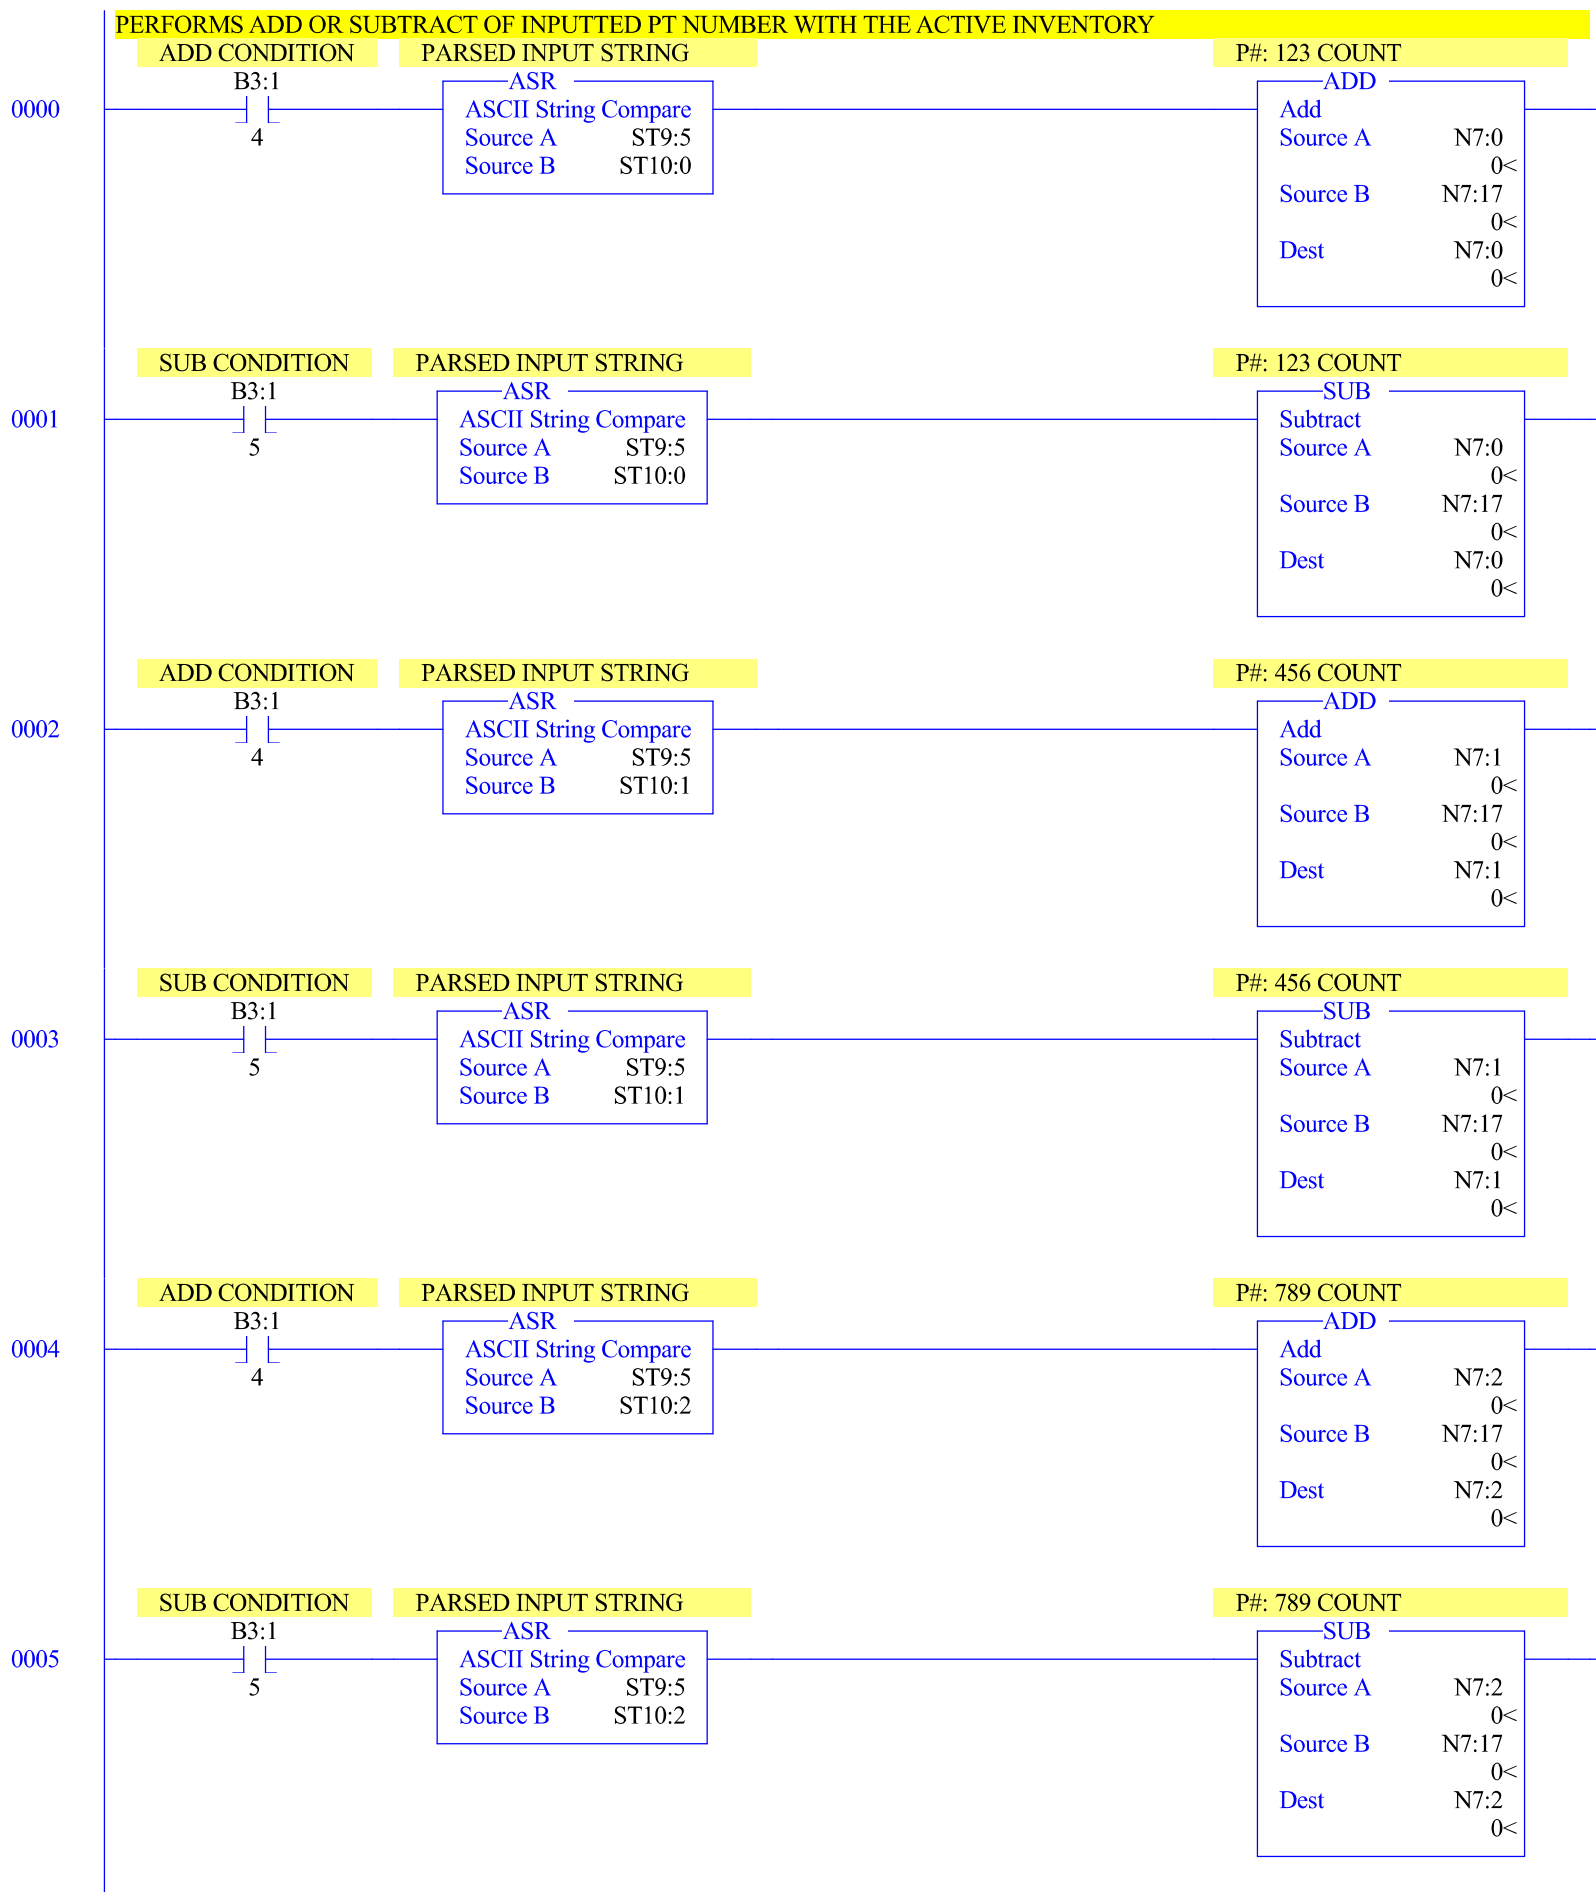 PERFORMS ADD OR SUBTRACT OF INPUTTED PT NUMBER WITH THE ACTIVE INVENTORY
ADD CONDITION PARSED INPUT STRING P#: 123 COUNT
B3:1 ASR ADD
0000 ASCII String Compare Add
4 Source A ST9:5 Source A N7:0
Source B ST10:0 0<
Source B N7:17
0<
Dest N7:0
0<
SUB CONDITION PARSED INPUT STRING P#: 123 COUNT
B3:1 ASR SUB
0001 ASCII String Compare Subtract
5 Source A ST9:5 Source A N7:0
Source B ST10:0 0<
Source B N7:17
0<
Dest N7:0
0<
ADD CONDITION PARSED INPUT STRING P#: 456 COUNT
B3:1 ASR ADD
0002 ASCII String Compare Add
4 Source A ST9:5 Source A N7:1
Source B ST10:1 0<
Source B N7:17
0<
Dest N7:1
0<
SUB CONDITION PARSED INPUT STRING P#: 456 COUNT
B3:1 ASR SUB
0003 ASCII String Compare Subtract
5 Source A ST9:5 Source A N7:1
Source B ST10:1 0<
Source B N7:17
0<
Dest N7:1
0<
ADD CONDITION PARSED INPUT STRING P#: 789 COUNT
B3:1 ASR ADD
0004 ASCII String Compare Add
4 Source A ST9:5 Source A N7:2
Source B ST10:2 0<
Source B N7:17
0<
Dest N7:2
0<
SUB CONDITION PARSED INPUT STRING P#: 789 COUNT
B3:1 ASR SUB
0005 ASCII String Compare Subtract
5 Source A ST9:5 Source A N7:2
Source B ST10:2 0<
Source B N7:17
0<
Dest N7:2
0<